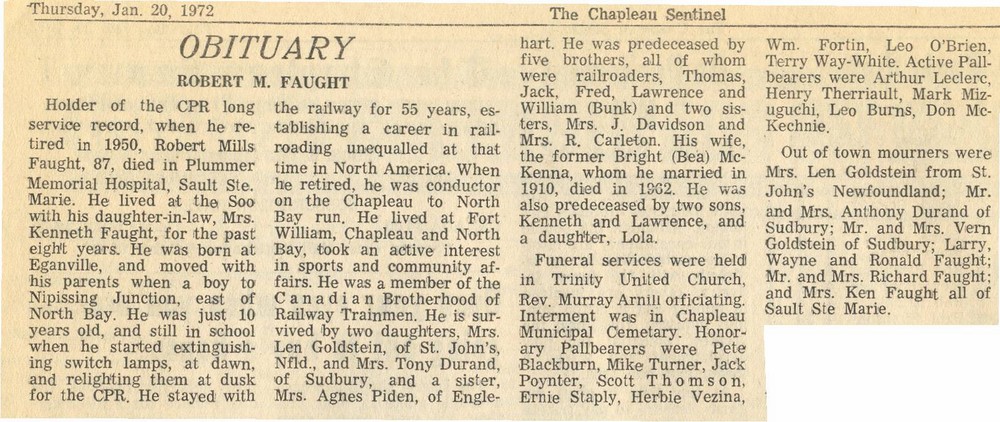 Thursday, Jan. 20, 1972
The Chapleau Sentinel
OBITUARY
ROBERT M. FAUGHT
Holder of the CPR long
service record, when he re-
tired in 1950, Robert Mills
Faught, 87, died in Plummer
Memorial Hospital, Sault Ste.
Marie. He lived at the Soo
with his daughter-in-law, Mrs.
Kenneth Faught, for the past
eight years. He was born at
Eganville, and moved with
his parents when a boy to
Nipissing Junction, east of
North Bay. He was just 10
years old, and still in school
when he started extinguish-
ing switch lamps, at dawn,
and relighting them at dusk
for the CPR. He stayed with
the railway for 55 years, es-
tablishing a career in rail-
roading unequalled at that
time in North America. When
he retired, he was conductor
on the Chapleau to North
Bay run. He lived at Fort
William, Chapleau and North
Bay, took an active interest
in sports and community af-
fairs. He was a member of the
Canadian Brotherhood of
Railway Trainmen. He is sur-
vived by two daughters, Mrs.
Len Goldstein, of St. John's,
Nfld., and Mrs. Tony Durand,
of Sudbury, and a sister,
Mrs. Agnes Piden, of Engle-
hart. He was predeceased by
five brothers, all of whom
were railroaders, Thomas,
Jack, Fred, Lawrence and
William (Bunk) and two sis-
ters, Mrs. J. Davidson and
Mrs. R. Carleton. His wife,
the former Bright (Bea) Mc-
Kenna, whom he married in
1910, died in 1962. He was
also predeceased by two sons,
Kenneth and Lawrence, and
a daughter, Lola.
Funeral services were held
in Trinity United Church,
Rev. Murray Arnill officiating.
Interment was in Chapleau
Municipal Cemetary. Honor-
ary Pallbearers were Pete
Blackburn, Mike Turner, Jack
Poynter, Scott Thomson,
Ernie Staply, Herbie Vezina,
Wm. Fortin, Leo O'Brien,
Terry Way-White. Active Pall-
bearers were Arthur Leclerc,
Henry Therriault, Mark Miz-
uguchi, Leo Burns, Don Mc-
Kechnie.
Out of town mourners were
Mrs. Len Goldstein from St.
John's Newfoundland; Mr.
and Mrs. Anthony Durand of
Sudbury; Mr. and Mrs. Vern
Goldstein of Sudbury; Larry,
Wayne and Ronald Faught;
Mr. and Mrs. Richard Faught;
and Mrs. Ken Faught all of
Sault Ste Marie.